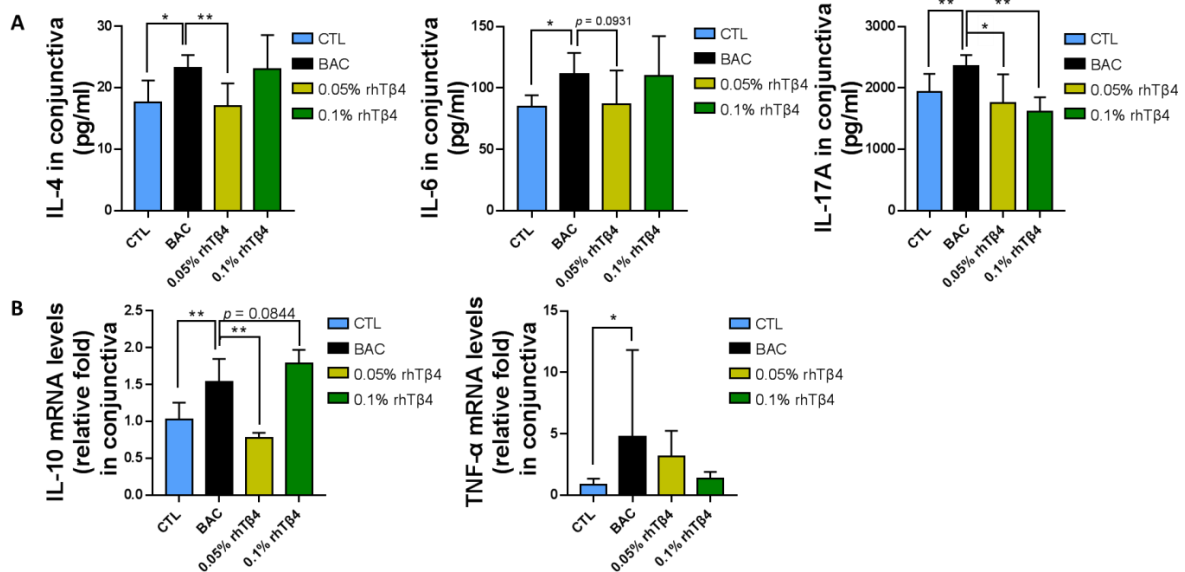 A
IL-4 in conjunctiva
(pg/ml)
30
20
10
0
*
**
CTL
BAC
0.05% rhTβ4
0.1% rhTβ4
CTL
BAC
0.05% rhTβ4
0.1% rhTβ4
IL-6 in conjunctiva
(pg/ml)
150
100
50
0
*
p = 0.0931
CTL
BAC
0.05% rhTβ4
0.1% rhTβ4
CTL
BAC
0.05% rhTβ4
0.1% rhTβ4
IL-17A in conjunctiva
(pg/ml)
3000
2000
1000
0
**
**
*
CTL
BAC
0.05% rhTβ4
0.1% rhTβ4
CTL
BAC
0.05% rhTβ4
0.1% rhTβ4
B
IL-10 mRNA levels
(relative fold)
in conjunctiva
2.5
2.0
1.5
1.0
0.5
0.0
**
p = 0.0844
**
CTL
BAC
0.05% rhTβ4
0.1% rhTβ4
CTL
BAC
0.05% rhTβ4
0.1% rhTβ4
TNF-α mRNA levels
(relative fold)
in conjunctiva
15
10
5
0
*
CTL
BAC
0.05% rhTβ4
0.1% rhTβ4
CTL
BAC
0.05% rhTβ4
0.1% rhTβ4